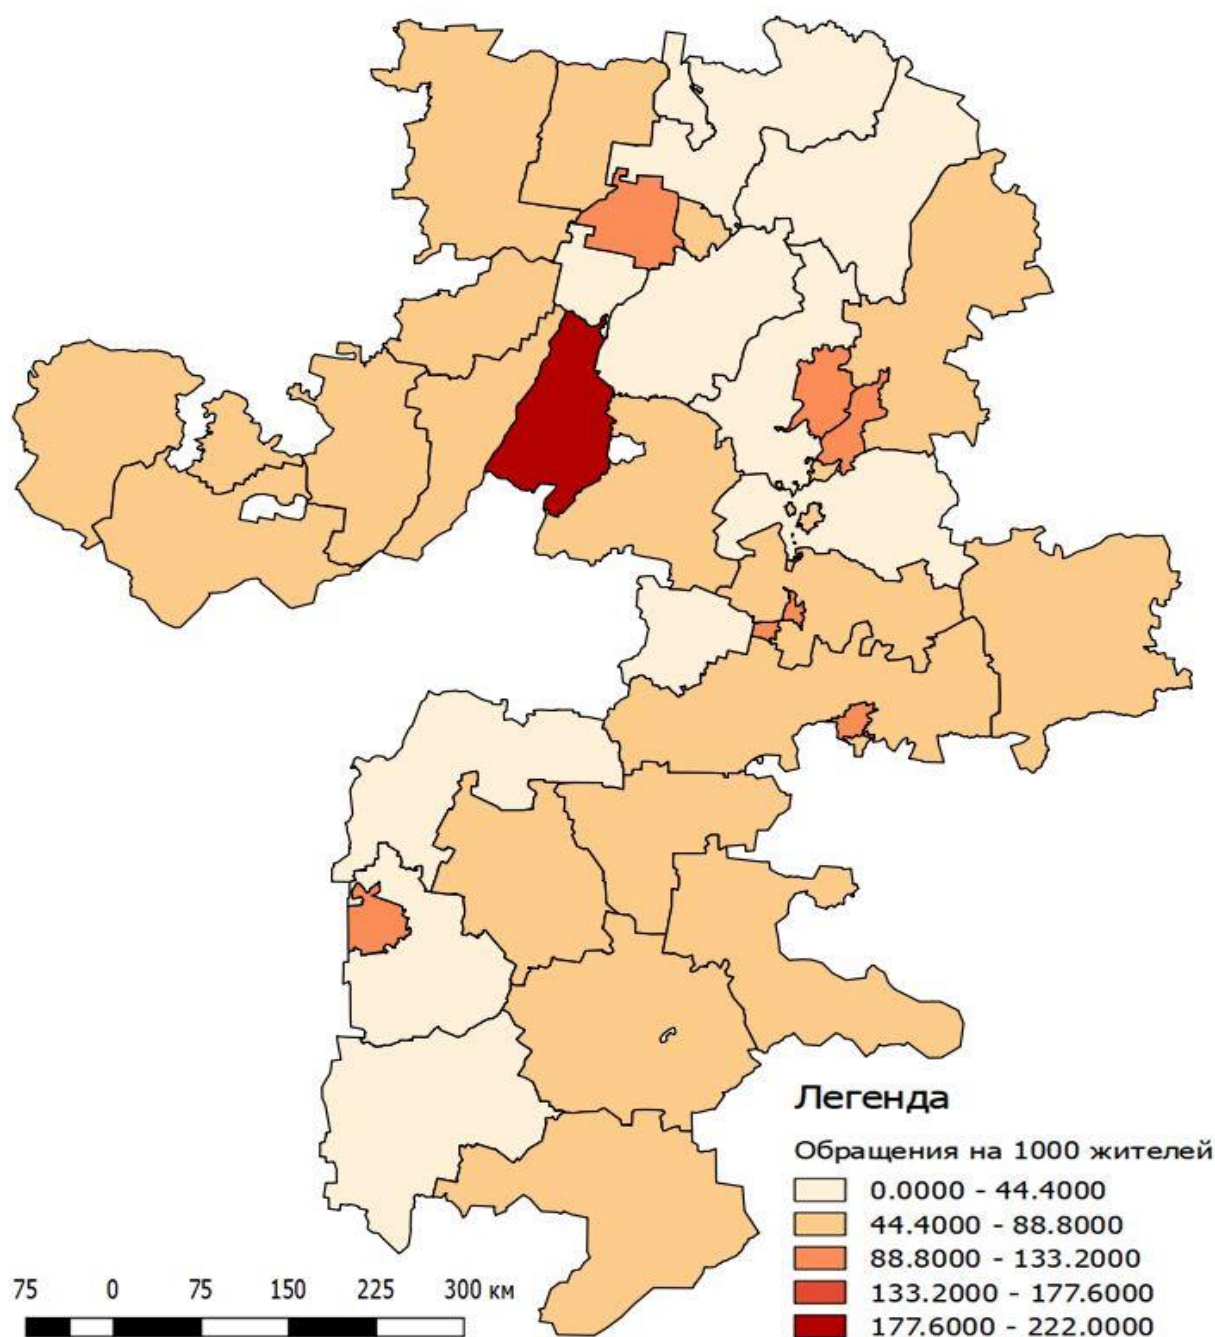 Легенда
Обращения на 1000 жителей
0.0000 - 44.4000
44.4000 - 88.8000
88.8000 - 133.2000
133.2000 - 177.6000
177.6000 - 222.0000
75 0 75 150 225 300 км